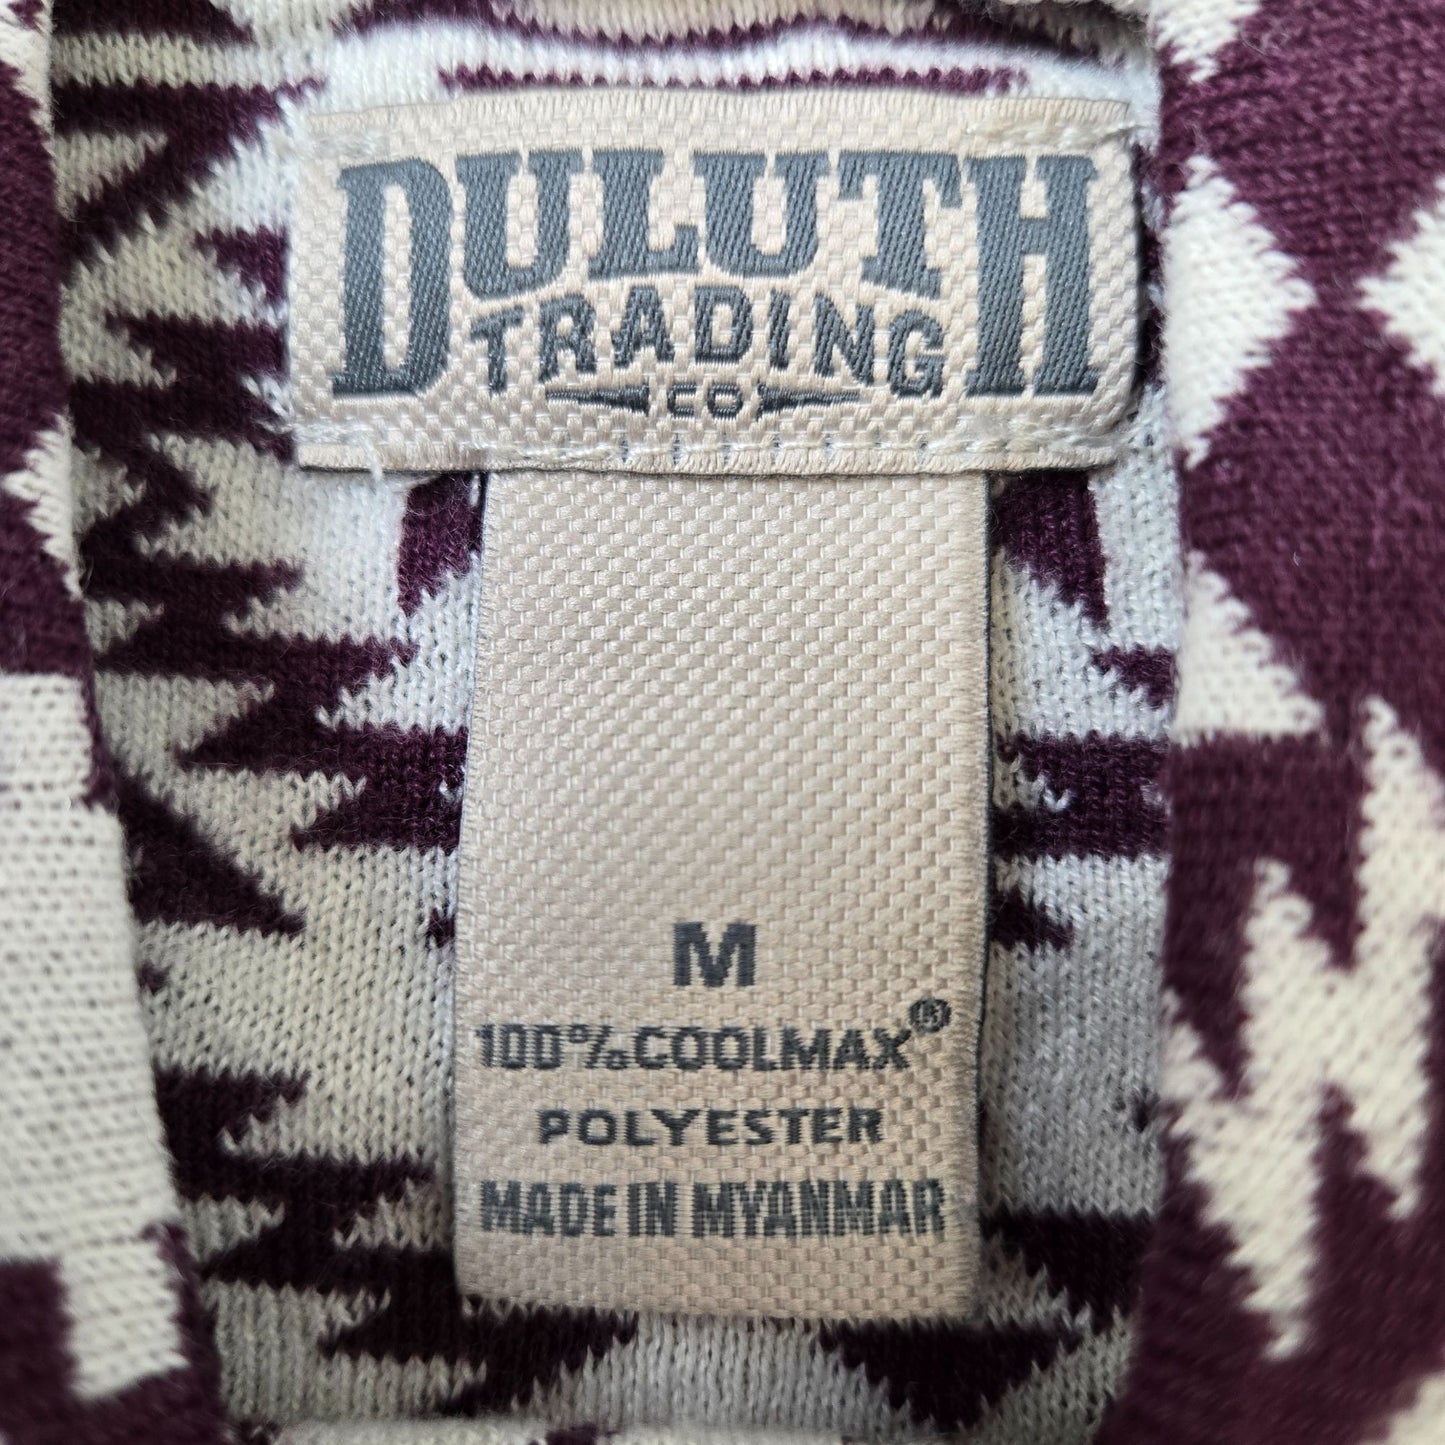 DULUTH
TRADING
CO
M
100%COOLMAX®
POLYESTER
MADE IN MYANMAR